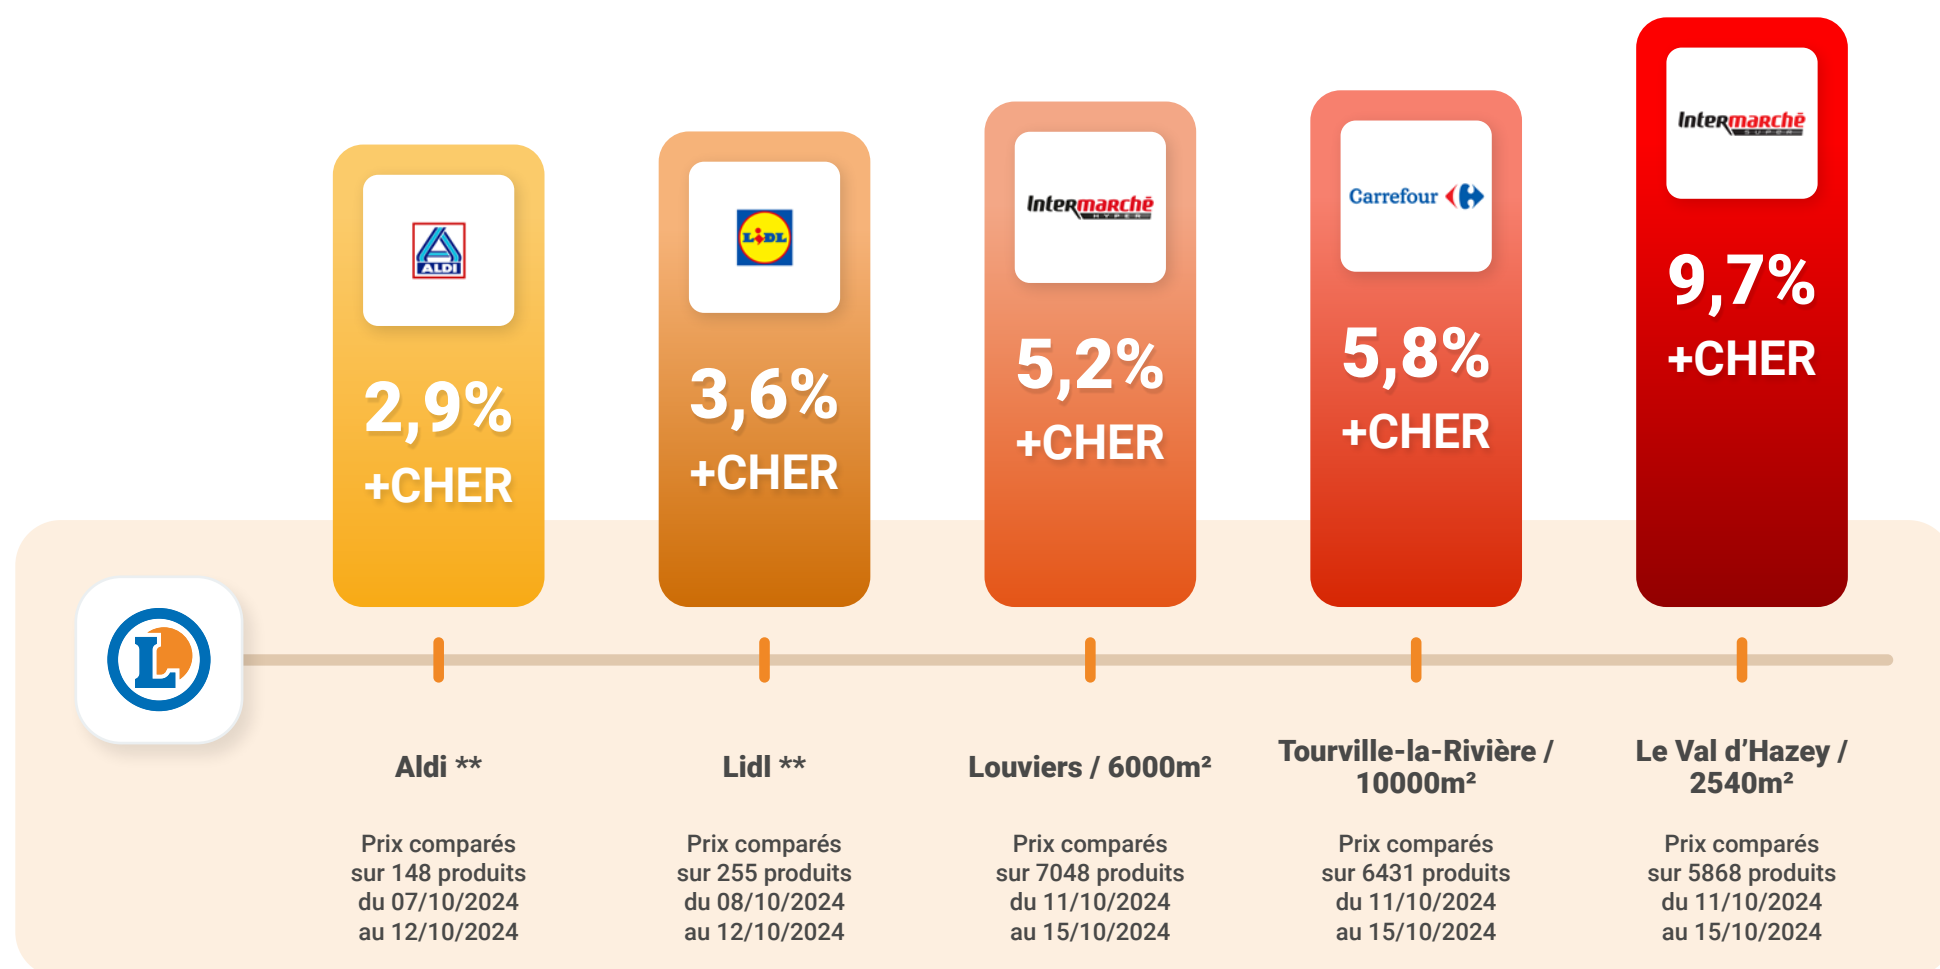 ALDI
2,9%
+CHER
LIDL
3,6%
+CHER
Intermarchē
HYPER
5,2%
+CHER
Carrefour
5,8%
+CHER
Intermarchē
SUPER
9,7%
+CHER
L
Aldi **
Prix comparés
sur 148 produits
du 07/10/2024
au 12/10/2024
Lidl **
Prix comparés
sur 255 produits
du 08/10/2024
au 12/10/2024
Louviers / 6000m²
Prix comparés
sur 7048 produits
du 11/10/2024
au 15/10/2024
Tourville-la-Rivière /
10000m²
Prix comparés
sur 6431 produits
du 11/10/2024
au 15/10/2024
Le Val d’Hazey /
2540m²
Prix comparés
sur 5868 produits
du 11/10/2024
au 15/10/2024